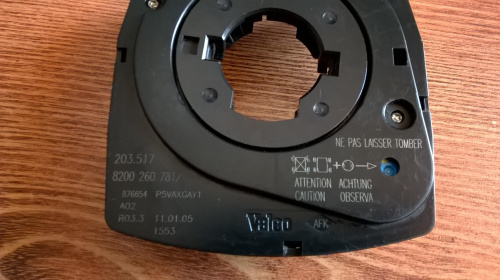 NE PAS LAISSER TOMBER
203.517
8200 260 781/
ATTENTION ACHTUNG
CAUTION OBSERVA
876654 P5VAXGAY1
A02
R03.3 11.01.05
1553
Valeo
AFK